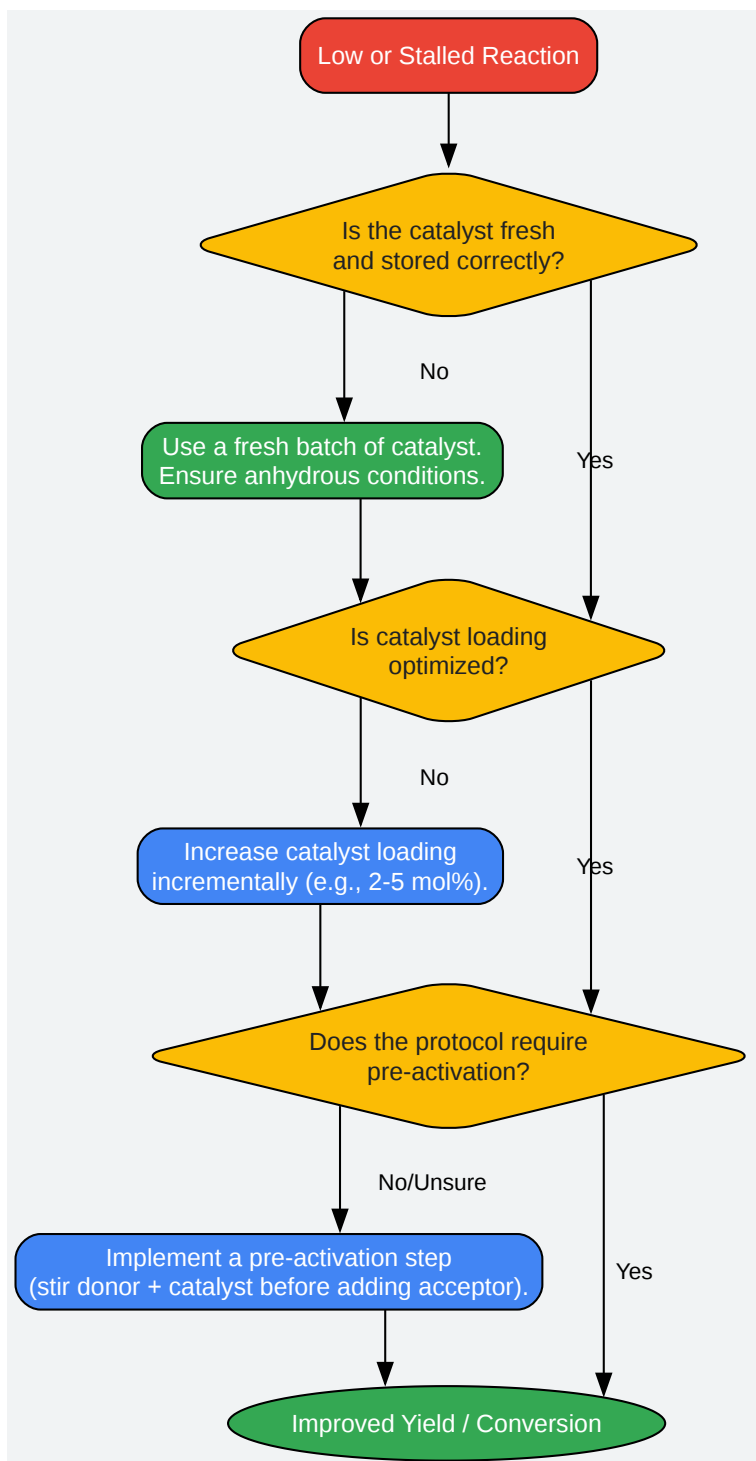 Low or Stalled Reaction
Is the catalyst fresh
and stored correctly?
No
Use a fresh batch of catalyst.
Ensure anhydrous conditions.
Yes
Is catalyst loading
optimized?
No
Increase catalyst loading
incrementally (e.g., 2-5 mol%).
Yes
Does the protocol require
pre-activation?
No/Unsure
Implement a pre-activation step
(stir donor + catalyst before adding acceptor).
Yes
Improved Yield / Conversion